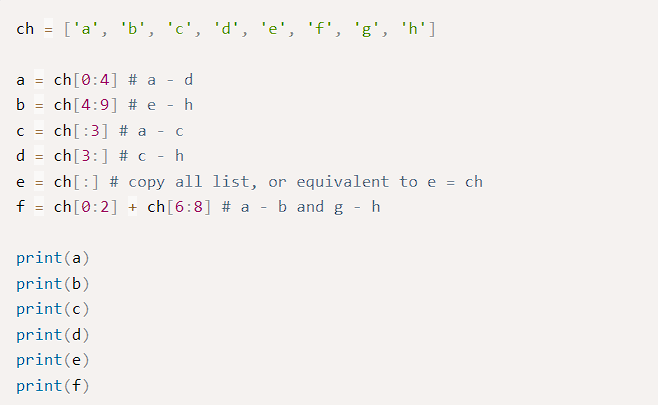 ch = ['a', 'b', 'c', 'd', 'e', 'f', 'g', 'h']
a = ch[0:4] # a - d
b = ch[4:9] # e - h
c = ch[:3] # a - c
d = ch[3:] # c - h
e = ch[:] # copy all list, or equivalent to e = ch
f = ch[0:2] + ch[6:8] # a - b and g - h
print(a)
print(b)
print(c)
print(d)
print(e)
print(f)